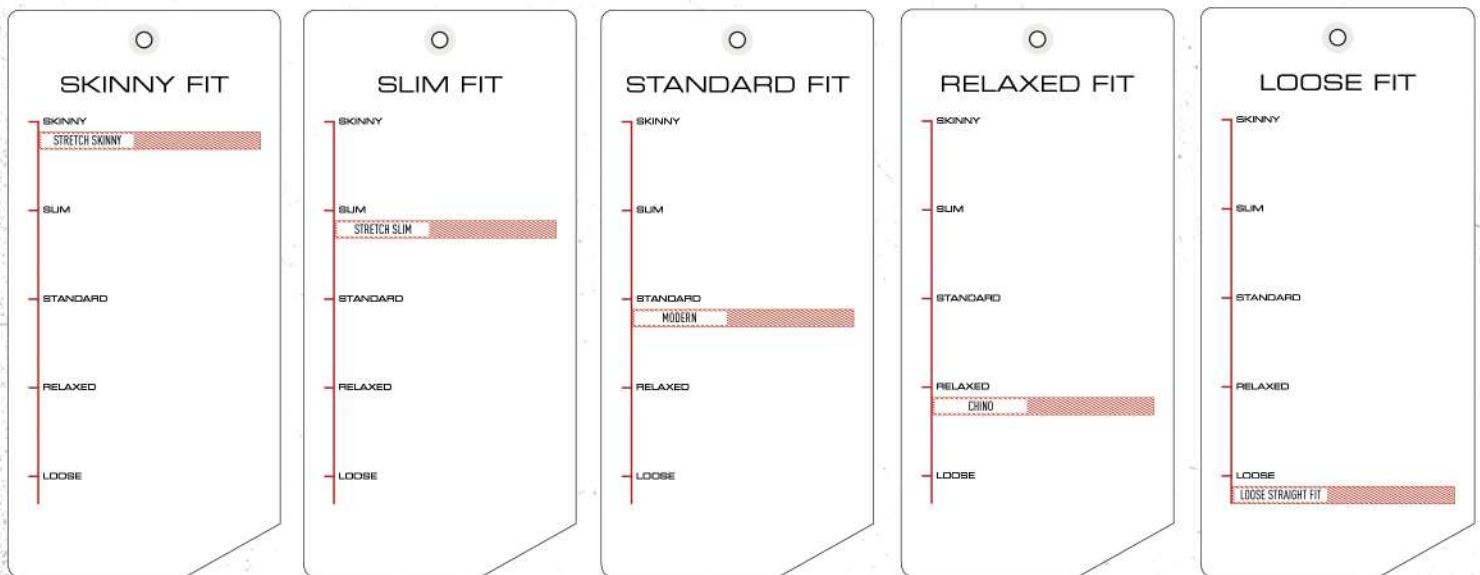 SKINNY FIT
SKINNY
STRETCH SKINNY
SLIM
STANDARD
RELAXED
LOOSE
SLIM FIT
SKINNY
SLIM
STRETCH SLIM
STANDARD
RELAXED
LOOSE
STANDARD FIT
SKINNY
SLIM
STANDARD
MODERN
RELAXED
LOOSE
RELAXED FIT
SKINNY
SLIM
STANDARD
RELAXED
CHINO
LOOSE
LOOSE FIT
SKINNY
SLIM
STANDARD
RELAXED
LOOSE
LOOSE STRAIGHT FIT